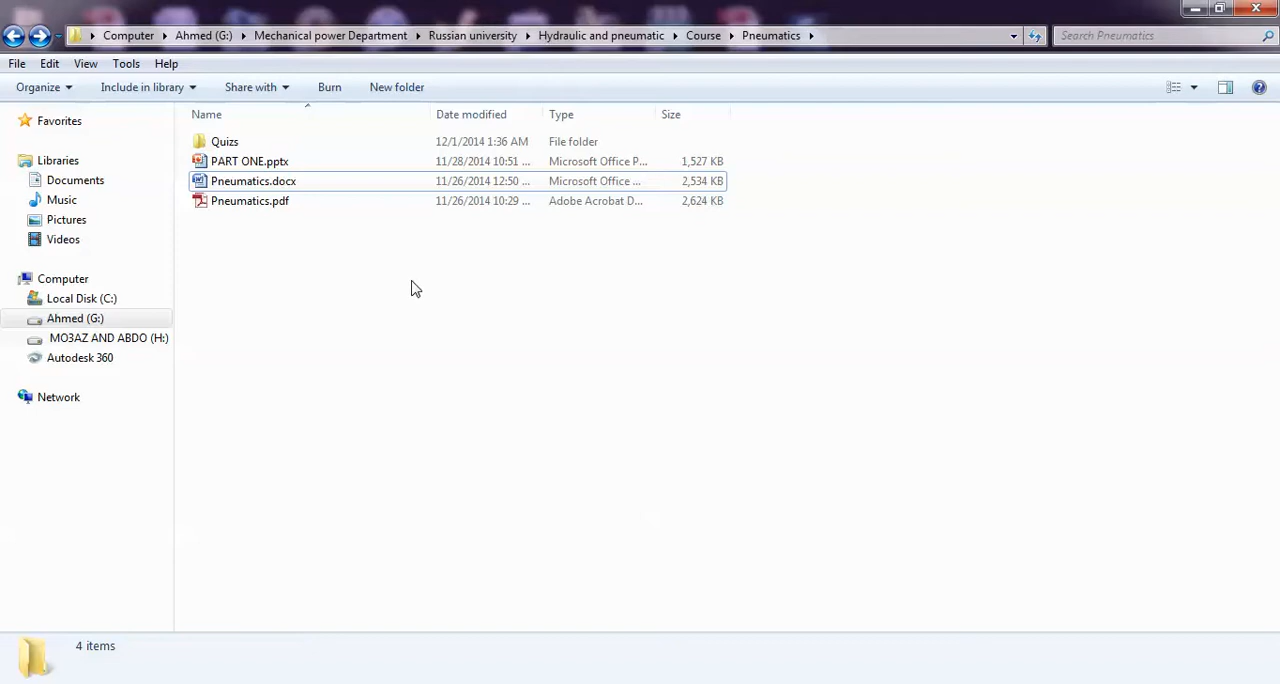 Computer Ahmed (G:) Mechanical power Department Russian university Hydraulic and pneumatic Course Pneumatics Search Pneumatics
File Edit View Tools Help
Organize Include in library Share with Burn New folder
Name Date modified Type Size
Favorites
Libraries
Documents
Music
Pictures
Videos
Computer
Local Disk (C:)
Ahmed (G:)
MO3AZ AND ABDO (H:)
Autodesk 360
Network
Quizs 12/1/2014 1:36 AM File folder
PART ONE.pptx 11/28/2014 10:51 ... Microsoft Office P... 1,527 KB
Pneumatics.docx 11/26/2014 12:50 ... Microsoft Office ... 2,534 KB
Pneumatics.pdf 11/26/2014 10:29 ... Adobe Acrobat D... 2,624 KB
4 items